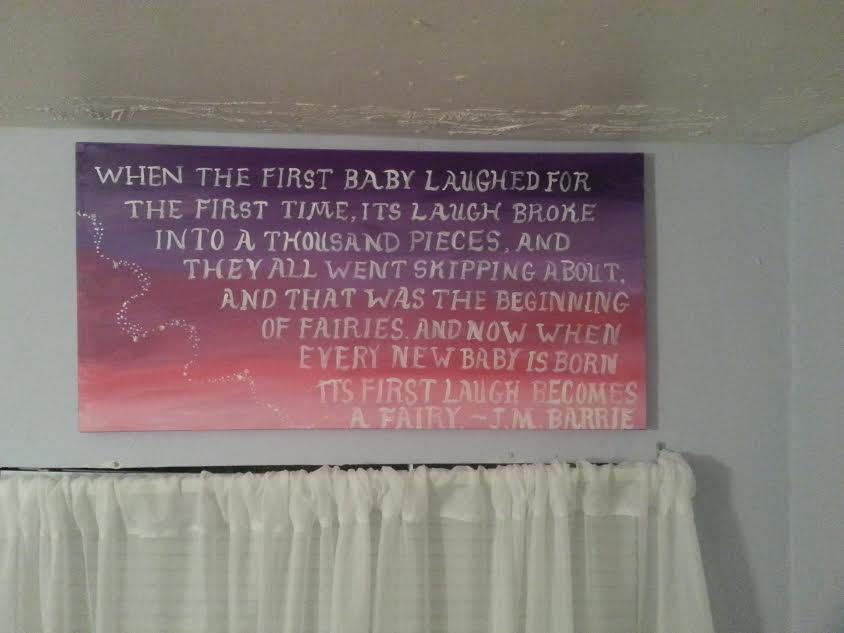 WHEN THE FIRST BABY LAUGHED FOR
THE FIRST TIME, ITS LAUGH BROKE
INTO A THOUSAND PIECES, AND
THEY ALL WENT SKIPPING ABOUT,
AND THAT WAS THE BEGINNING
OF FAIRIES. AND NOW WHEN
EVERY NEW BABY IS BORN
ITS FIRST LAUGH BECOMES
A FAIRY. ~J.M. BARRIE